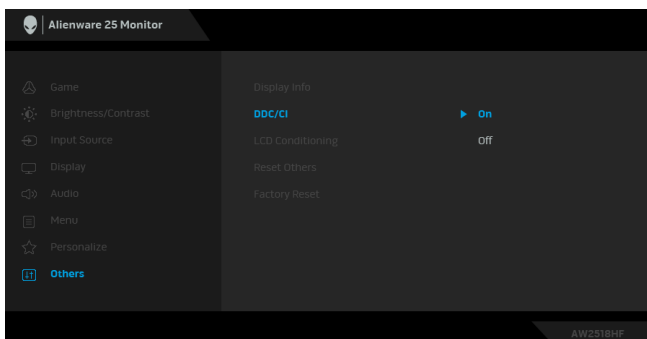 Alienware 25 Monitor
Game
Display Info
Brightness/Contrast
DDC/CI
On
Input Source
LCD Conditioning
Off
Display
Reset Others
Audio
Factory Reset
Menu
Personalize
Others
AW2518HF